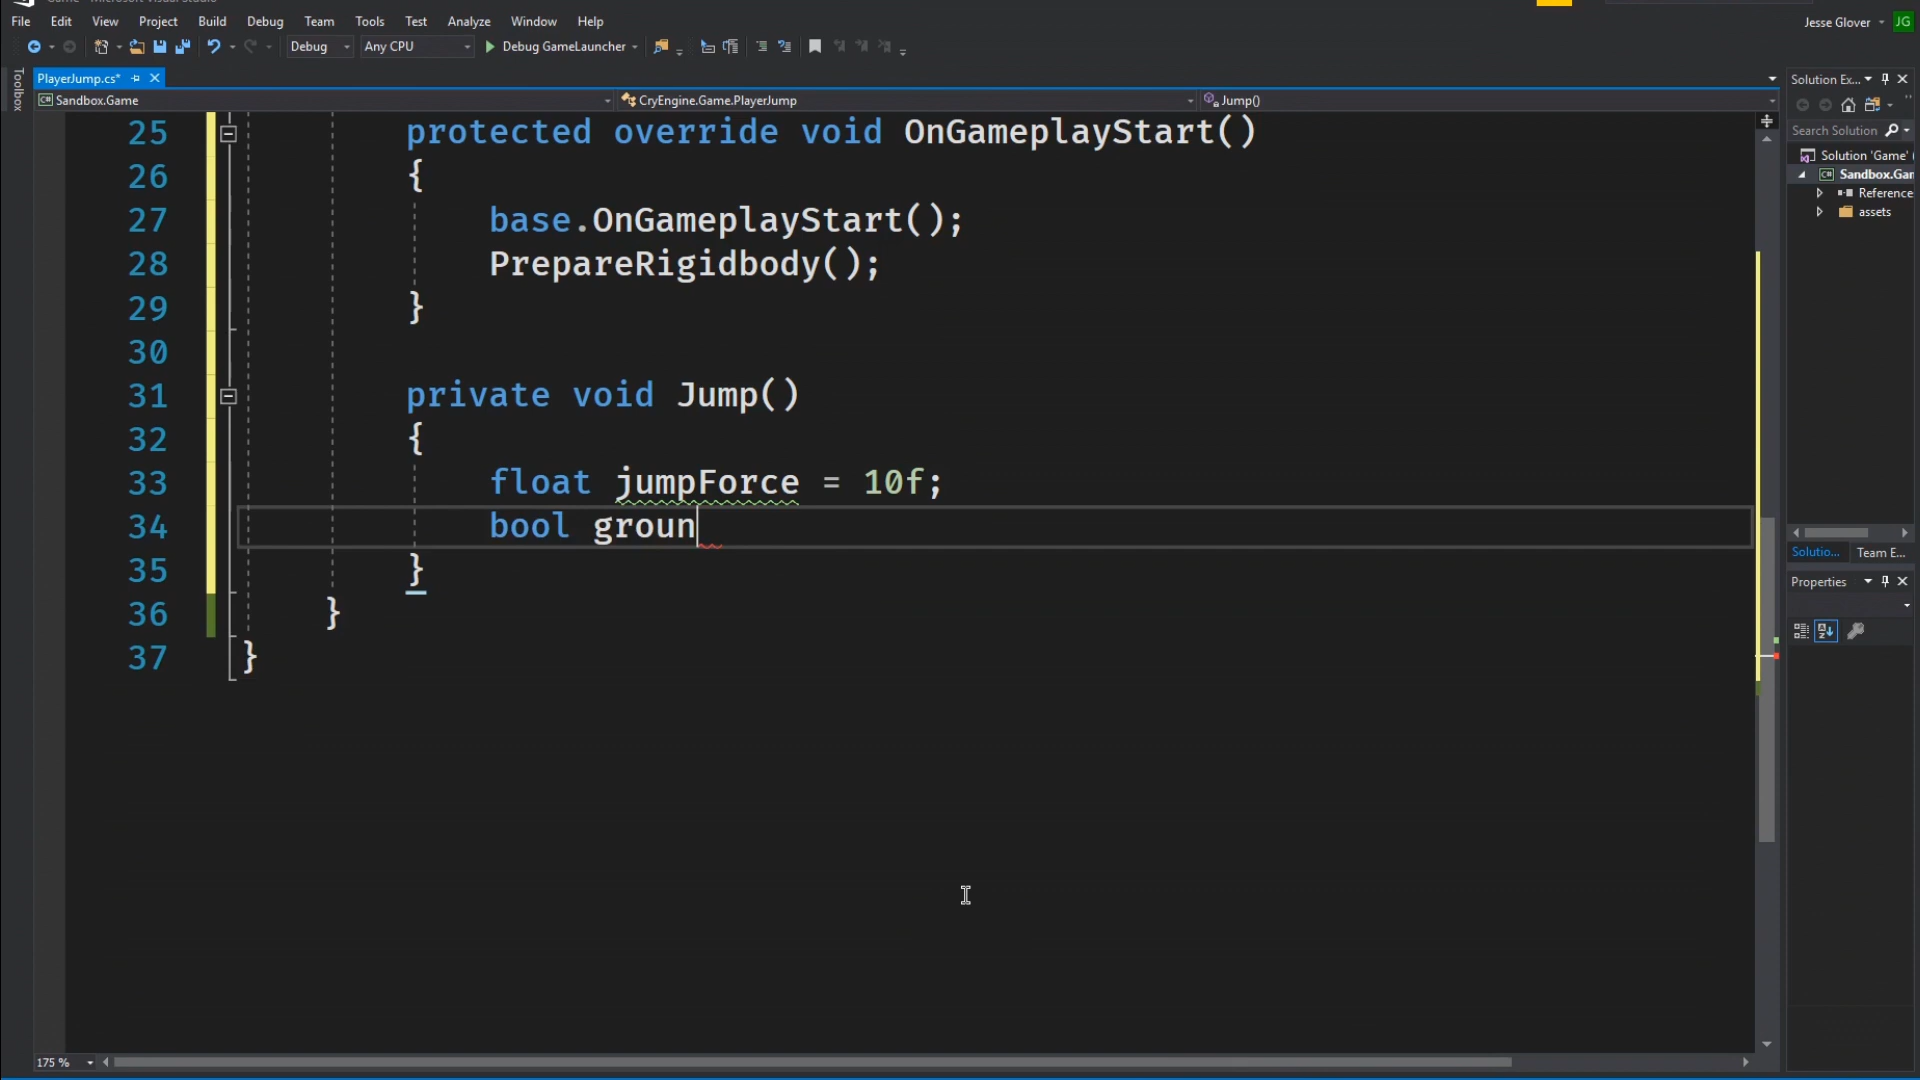 File Edit View Project Build Debug Team Tools Test Analyze Window Help
Jesse Glover JG
Debug Any CPU Debug GameLauncher
Toolbox
PlayerJump.cs*
Solution Ex...
Sandbox.Game CryEngine.Game.PlayerJump Jump()
Search Solution
25 protected override void OnGameplayStart()
26 {
27 base.OnGameplayStart();
28 PrepareRigidbody();
29 }
30
31 private void Jump()
32 {
33 float jumpForce = 10f;
34 bool groun
35 }
36 }
37 }
Solution 'Game' (
Sandbox.Gam
Reference
assets
Solutio... Team E...
Properties
175 %